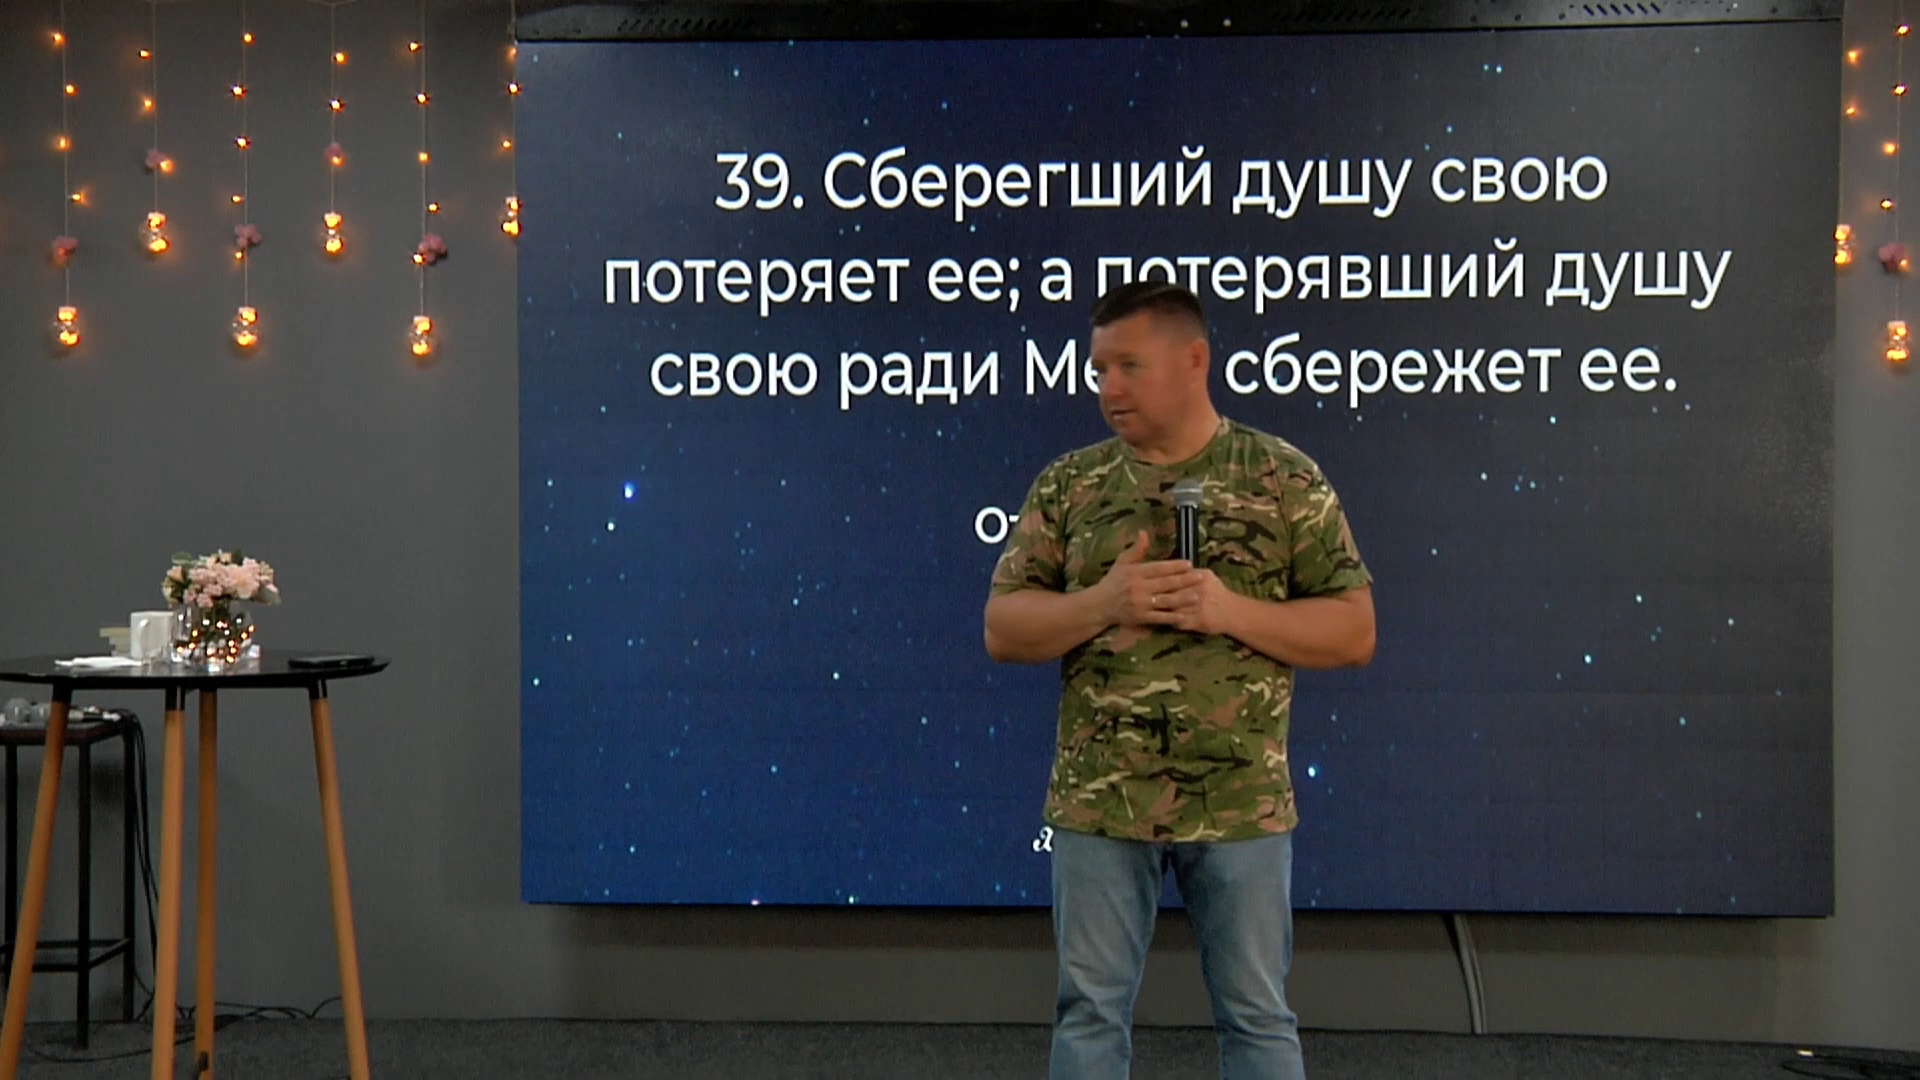 39. Сберегший душу свою
потеряет ее; а потерявший душу
свою ради сбережет ее.